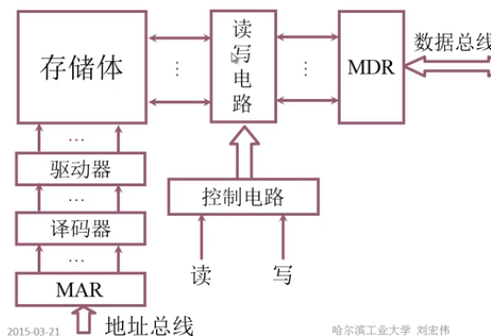 存储体
读写电路
MDR
数据总线
驱动器
控制电路
译码器
读
写
MAR
地址总线
2015-03-21
哈尔滨工业大学 刘宏伟